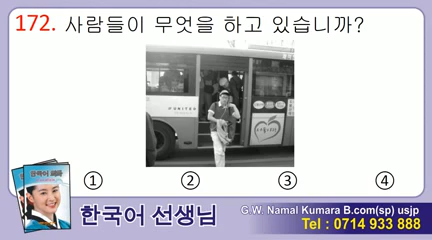 172. 사람들이 무엇을 하고 있습니까?
① ② ③ ④
한국어 선생님
G.W. Namal Kumara B.com(sp) usjp
Tel : 0714 933 888